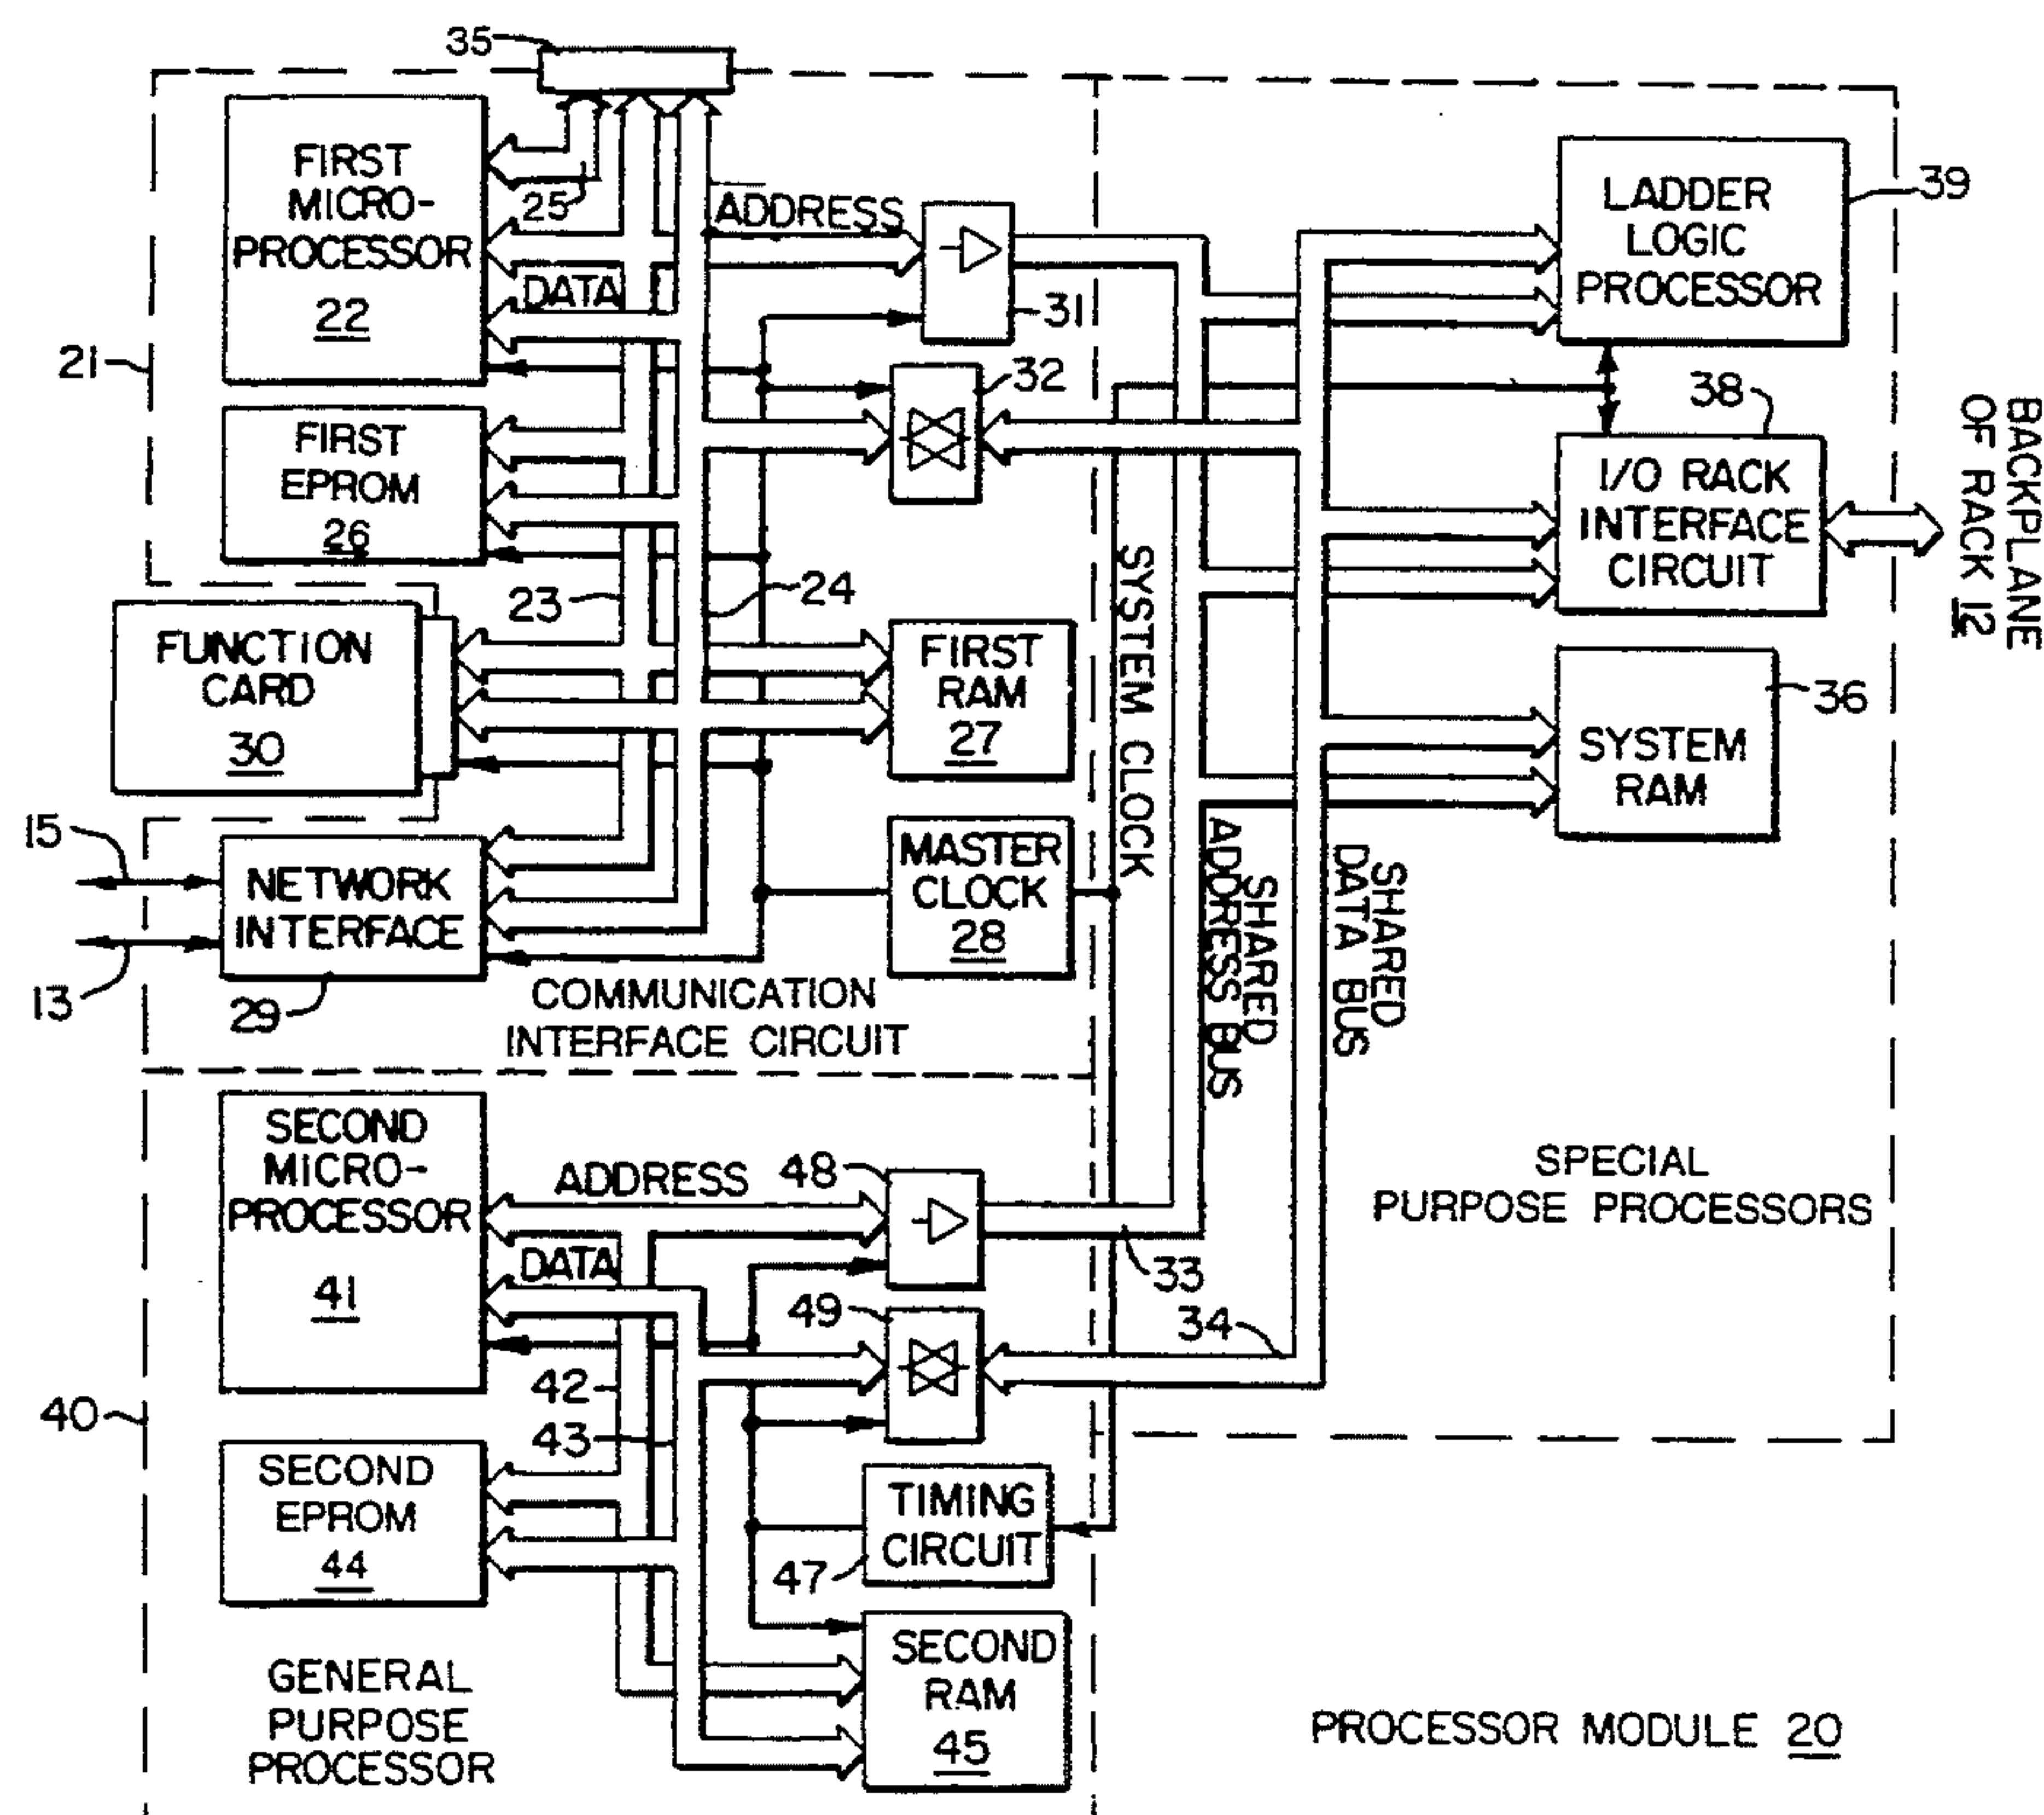 35
FIRST
MICRO-
PROCESSOR
22
25
ADDRESS
DATA
31
21
32
FIRST
EPROM
26
23
24
FUNCTION
CARD
30
FIRST
RAM
27
15
NETWORK
INTERFACE
13
29
MASTER
CLOCK
28
COMMUNICATION
INTERFACE CIRCUIT
SYSTEM CLOCK
SHARED
ADDRESS BUS
SHARED
DATA BUS
LADDER
LOGIC
PROCESSOR
39
38
I/O RACK
INTERFACE
CIRCUIT
BACKPLANE
OF RACK 12
SYSTEM
RAM
36
SPECIAL
PURPOSE PROCESSORS
SECOND
MICRO-
PROCESSOR
41
ADDRESS
48
DATA
33
49
34
42
40
43
SECOND
EPROM
44
TIMING
CIRCUIT
47
SECOND
RAM
45
GENERAL
PURPOSE
PROCESSOR
PROCESSOR MODULE 20